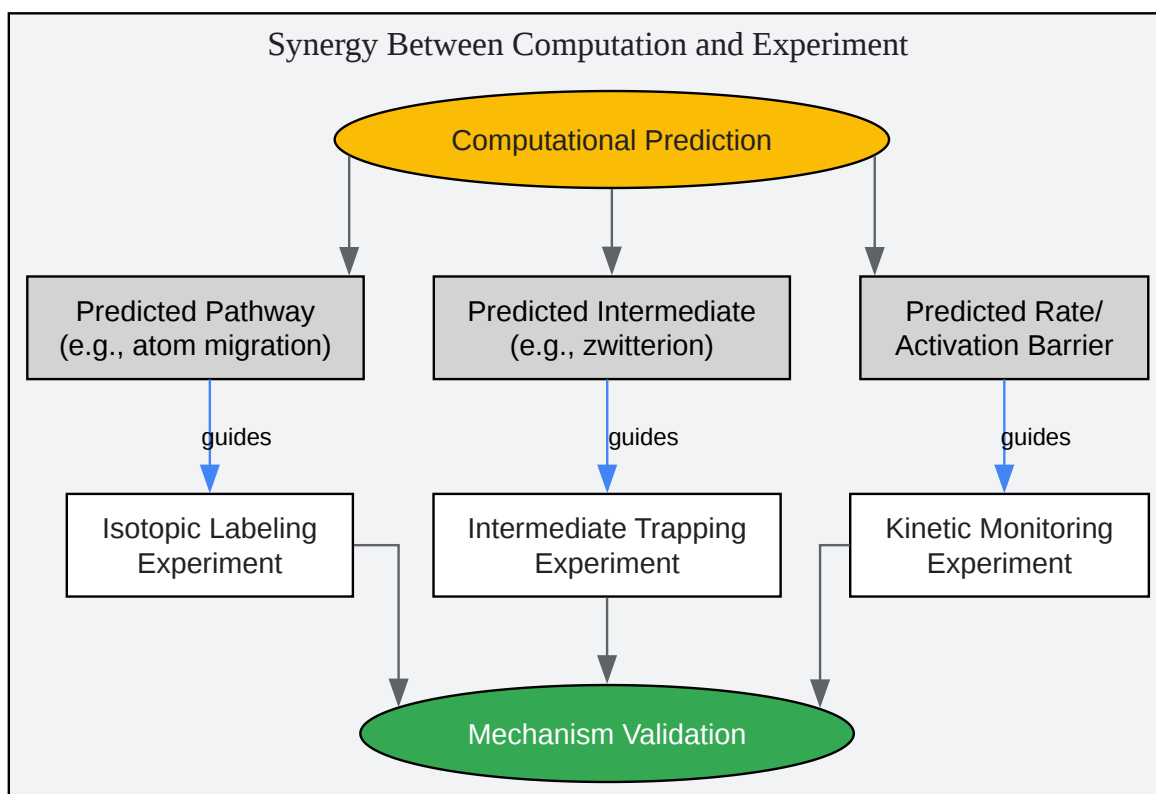 Synergy Between Computation and Experiment
Computational Prediction
Predicted Pathway
(e.g., atom migration)
Predicted Intermediate
(e.g., zwitterion)
Predicted Rate/
Activation Barrier
guides
guides
guides
Isotopic Labeling
Experiment
Intermediate Trapping
Experiment
Kinetic Monitoring
Experiment
Mechanism Validation